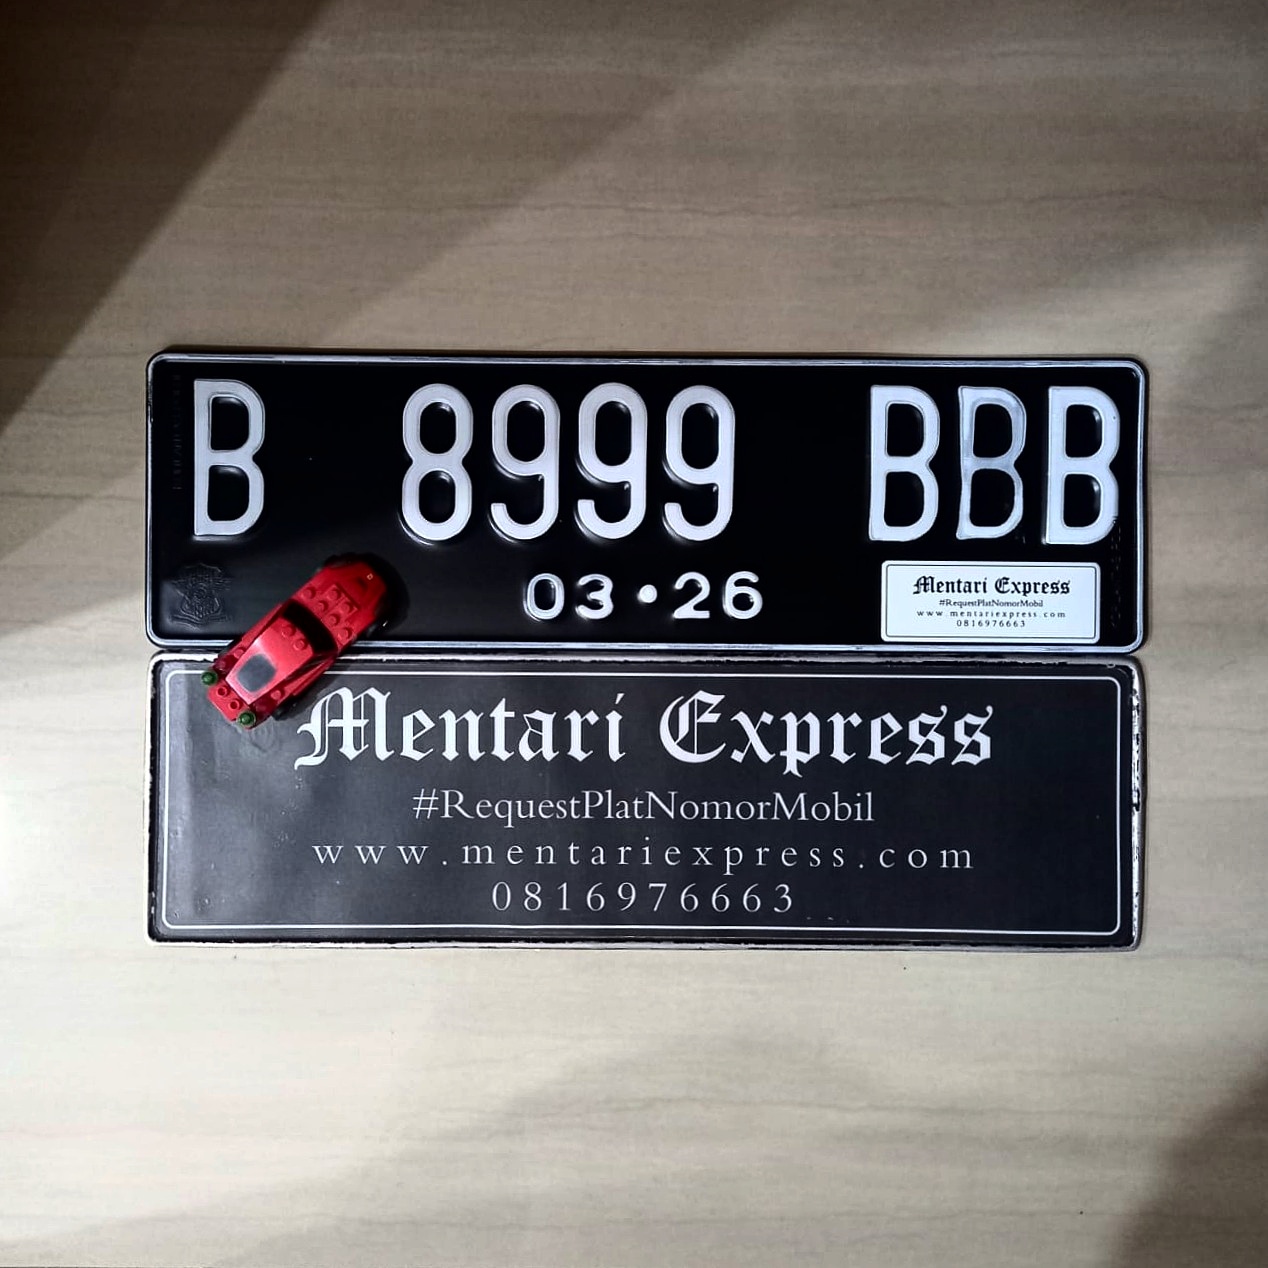 B 8999 BBB
03•26
Mentari Express
#RequestPlatNomorMobil
www.mentariexpress.com
0816976663
Mentari Express
#RequestPlatNomorMobil
www.mentariexpress.com
0816976663